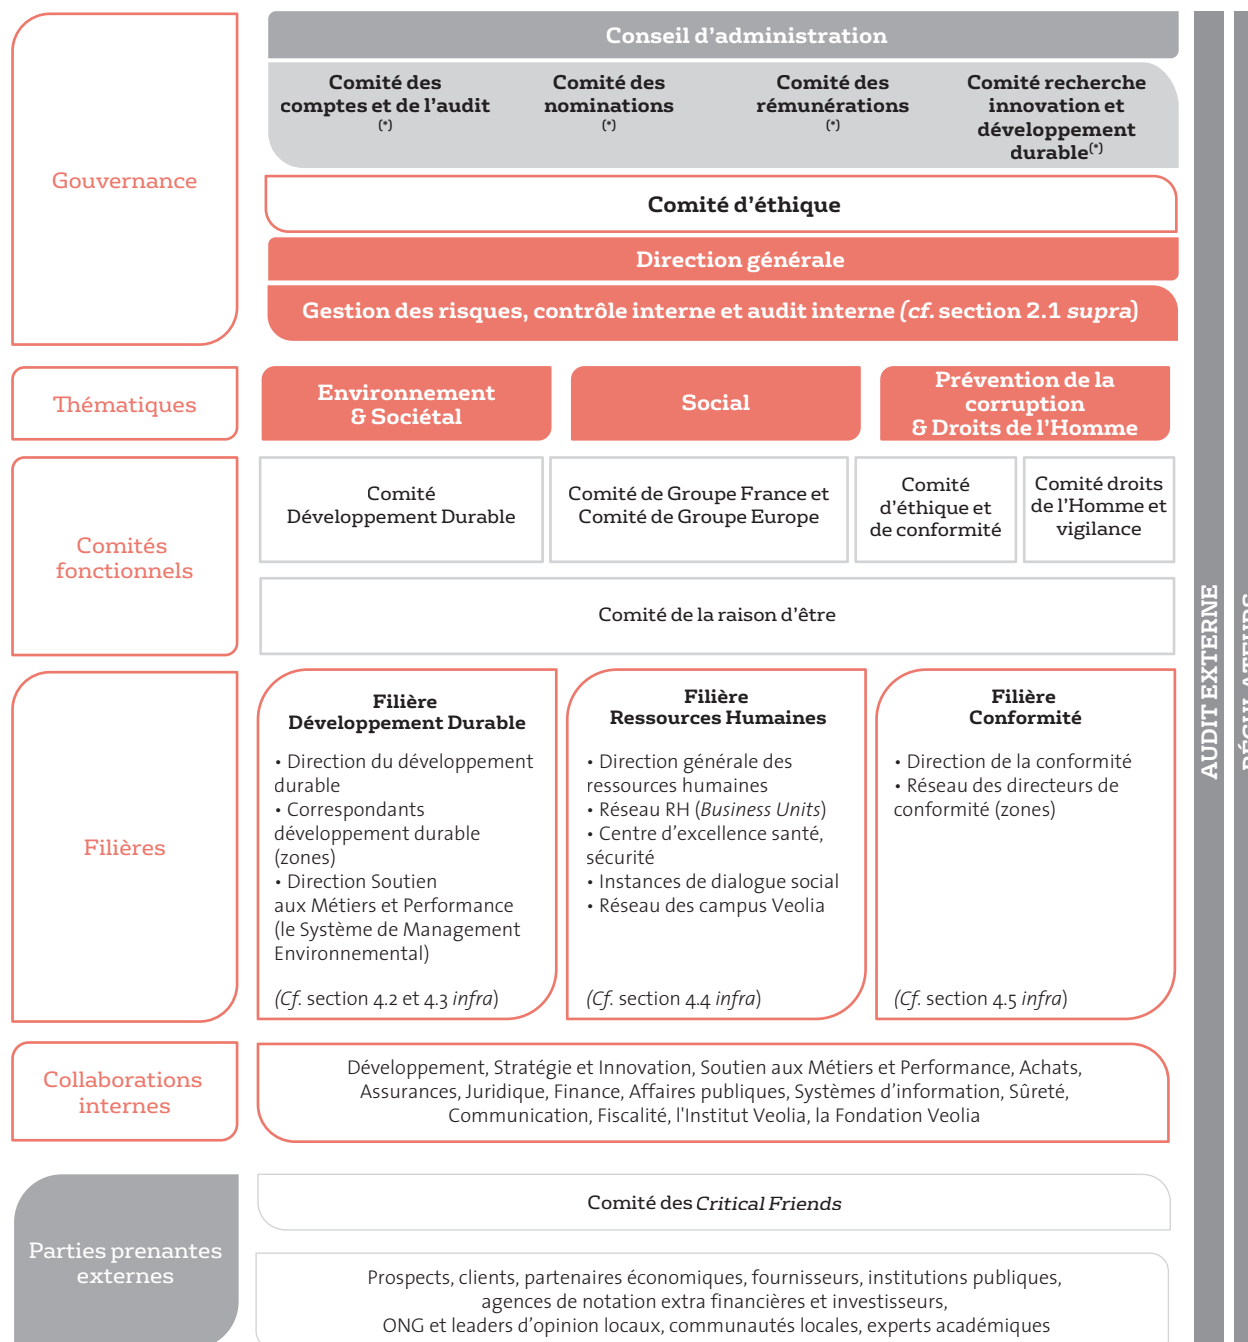 Gouvernance
Conseil d'administration
Comité des
comptes et de l'audit
(*)
Comité des
nominations
(*)
Comité des
rémunérations
(*)
Comité recherche
innovation et
développement
durable(*)
Comité d'éthique
Direction générale
Gestion des risques, contrôle interne et audit interne (cf. section 2.1 supra)
Thématiques
Environnement
& Sociétal
Social
Prévention de la
corruption
& Droits de l'Homme
Comités
fonctionnels
Comité
Développement Durable
Comité de Groupe France et
Comité de Groupe Europe
Comité
d'éthique et
de conformité
Comité droits
de l'Homme et
vigilance
Comité de la raison d'être
Filières
Filière
Développement Durable
• Direction du développement
durable
• Correspondants
développement durable
(zones)
• Direction Soutien
aux Métiers et Performance
(le Système de Management
Environnemental)
(Cf. section 4.2 et 4.3 infra)
Filière
Ressources Humaines
• Direction générale des
ressources humaines
• Réseau RH (Business Units)
• Centre d'excellence santé,
sécurité
• Instances de dialogue social
• Réseau des campus Veolia
(Cf. section 4.4 infra)
Filière
Conformité
• Direction de la conformité
• Réseau des directeurs de
conformité (zones)
(Cf. section 4.5 infra)
Collaborations
internes
Développement, Stratégie et Innovation, Soutien aux Métiers et Performance, Achats,
Assurances, Juridique, Finance, Affaires publiques, Systèmes d'information, Sûreté,
Communication, Fiscalité, l'Institut Veolia, la Fondation Veolia
Parties prenantes
externes
Comité des Critical Friends
Prospects, clients, partenaires économiques, fournisseurs, institutions publiques,
agences de notation extra financières et investisseurs,
ONG et leaders d'opinion locaux, communautés locales, experts académiques
AUDIT EXTERNE
RÉGULATEURS